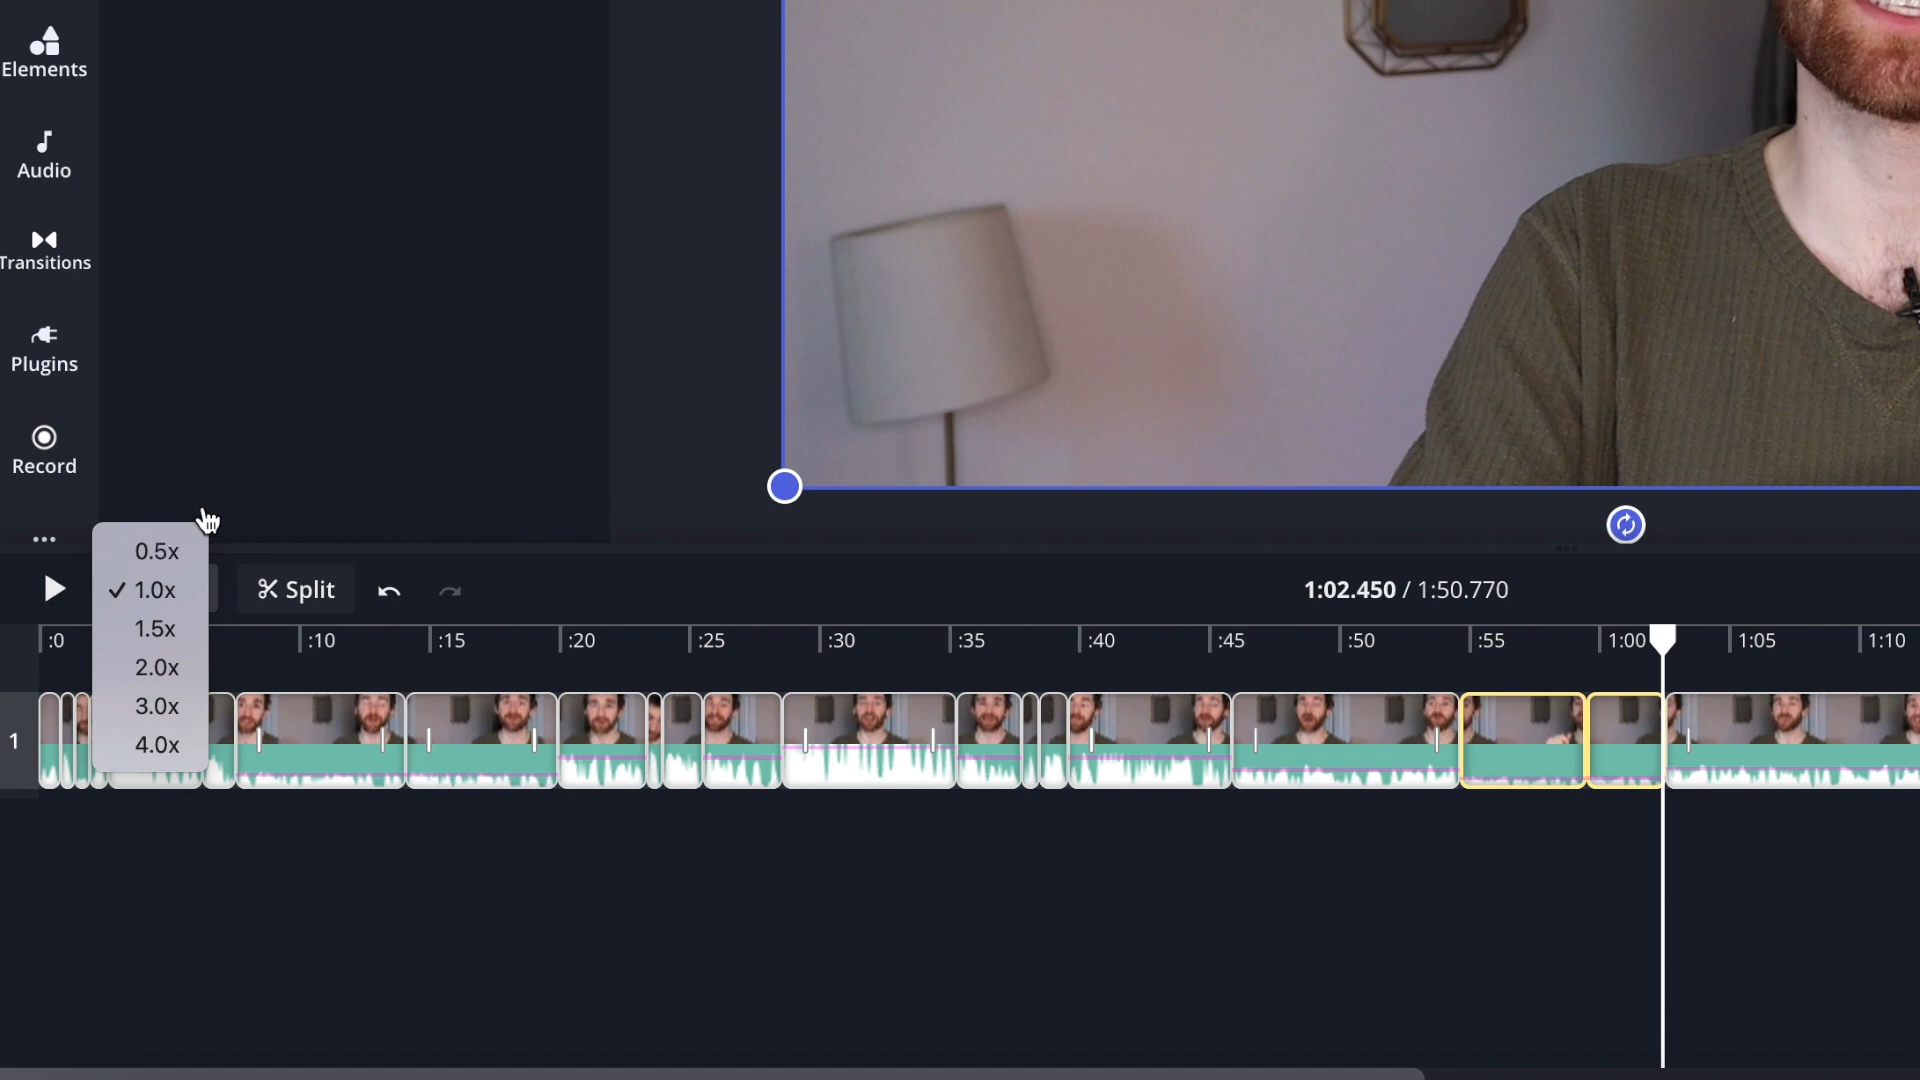 Elements
Audio
Transitions
Plugins
Record
0.5x
1.0x
1.5x
2.0x
3.0x
4.0x
Split
1:02.450 / 1:50.770
:0 :10 :15 :20 :25 :30 :35 :40 :45 :50 :55 1:00 1:05 1:10
1